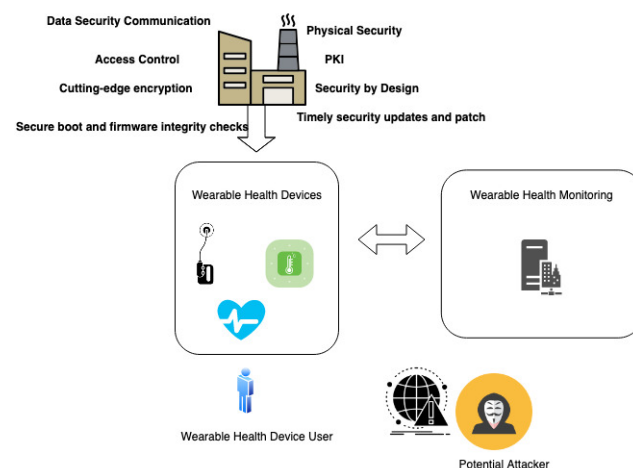 Data Security Communication
Physical Security
Access Control
PKI
Cutting-edge encryption
Security by Design
Timely security updates and patch
Secure boot and firmware integrity checks
Wearable Health Devices
Wearable Health Monitoring
Wearable Health Device User
Potential Attacker